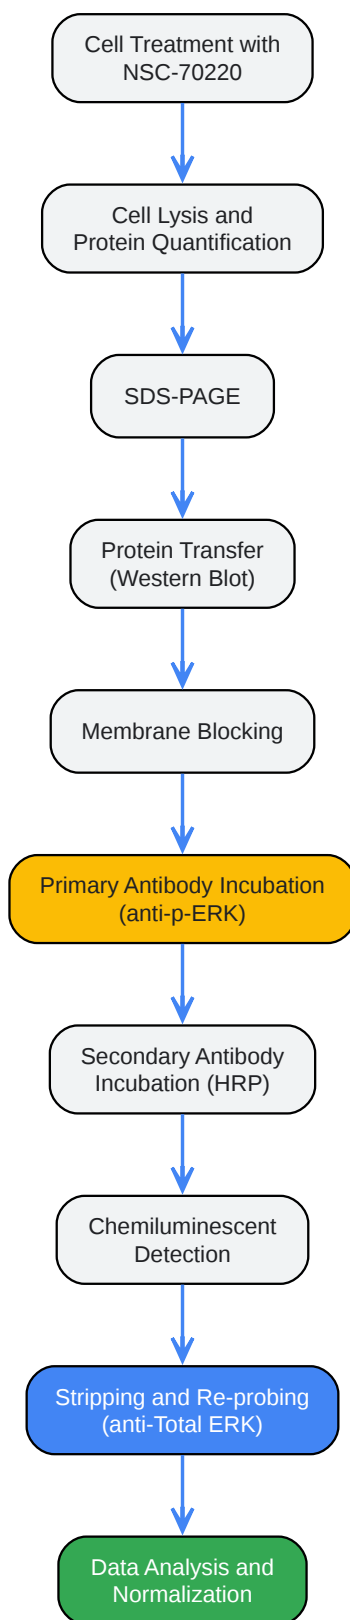 Cell Treatment with
NSC-70220
Cell Lysis and
Protein Quantification
SDS-PAGE
Protein Transfer
(Western Blot)
Membrane Blocking
Primary Antibody Incubation
(anti-p-ERK)
Secondary Antibody
Incubation (HRP)
Chemiluminescent
Detection
Stripping and Re-probing
(anti-Total ERK)
Data Analysis and
Normalization